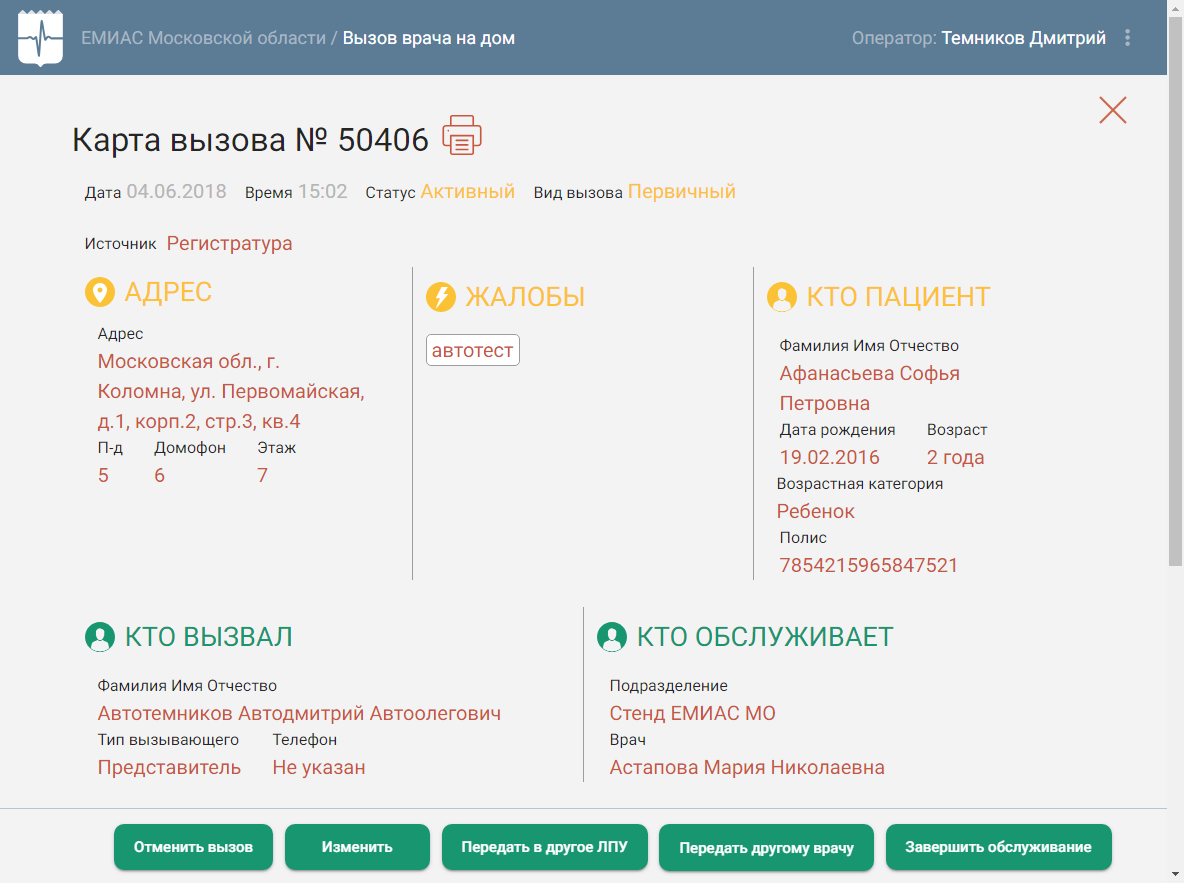 ЕМИАС Московской области / Вызов врача на дом
Оператор: Темников Дмитрий
Карта вызова № 50406
Дата 04.06.2018 Время 15:02 Статус Активный Вид вызова Первичный
Источник Регистратура
АДРЕС
Адрес
Московская обл., г.
Коломна, ул. Первомайская,
д.1, корп.2, стр.3, кв.4
П-д Домофон Этаж
5 6 7
ЖАЛОБЫ
автотест
КТО ПАЦИЕНТ
Фамилия Имя Отчество
Афанасьева Софья
Петровна
Дата рождения Возраст
19.02.2016 2 года
Возрастная категория
Ребенок
Полис
7854215965847521
КТО ВЫЗВАЛ
Фамилия Имя Отчество
Автотемников Автодмитрий Автоолегович
Тип вызывающего Телефон
Представитель Не указан
КТО ОБСЛУЖИВАЕТ
Подразделение
Стенд ЕМИАС МО
Врач
Астапова Мария Николаевна
Отменить вызов
Изменить
Передать в другое ЛПУ
Передать другому врачу
Завершить обслуживание